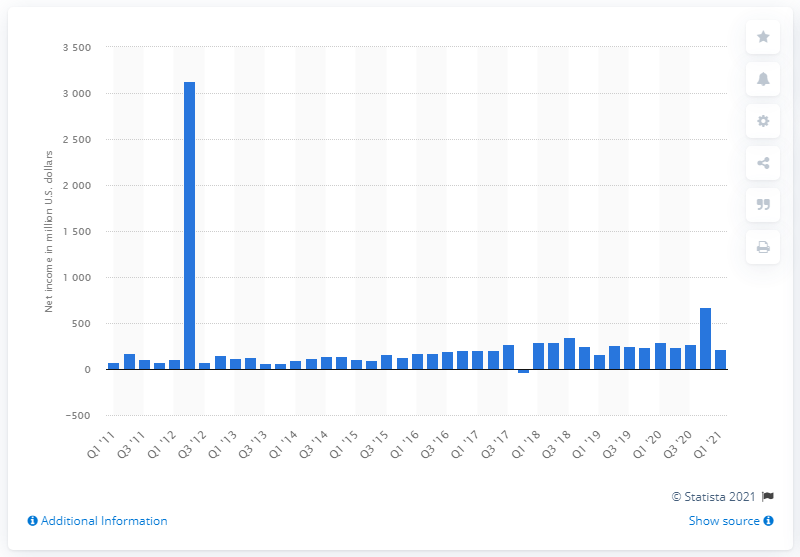 3 500
3 000
2 500
2 000
1 500
1 000
500
0
−500
Net income in million U.S. dollars
Q1 '11
Q3 '11
Q1 '12
Q3 '12
Q1 '13
Q3 '13
Q1 '14
Q3 '14
Q1 '15
Q3 '15
Q1 '16
Q3 '16
Q1 '17
Q3 '17
Q1 '18
Q3 '18
Q1 '19
Q3 '19
Q1 '20
Q3 '20
Q1 '21
© Statista 2021
Additional Information
Show source